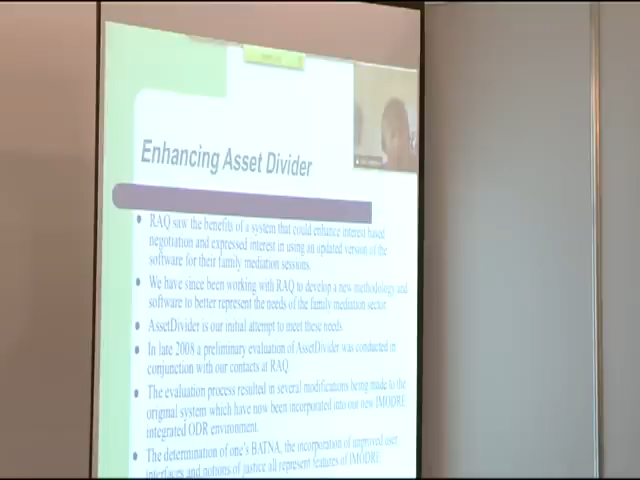 Enhancing Asset Divider
RAQ saw the benefits of a system that could enhance interest based
negotiation and expressed interest in using an updated version of the
software for their family mediation sessions.
We have since been working with RAQ to develop a new methodology and
software to better represent the needs of the family mediation sector.
AssetDivider is our initial attempt to meet these needs
In late 2008 a preliminary evaluation of AssetDivider was conducted in
conjunction with our contacts at RAQ
The evaluation process resulted in several modifications being made to the
original system which have now been incorporated into our new IMODRE
integrated ODR environment.
The determination of one's BATNA, the incorporation of improved user
interfaces and notions of justice all represent features of IMODRE